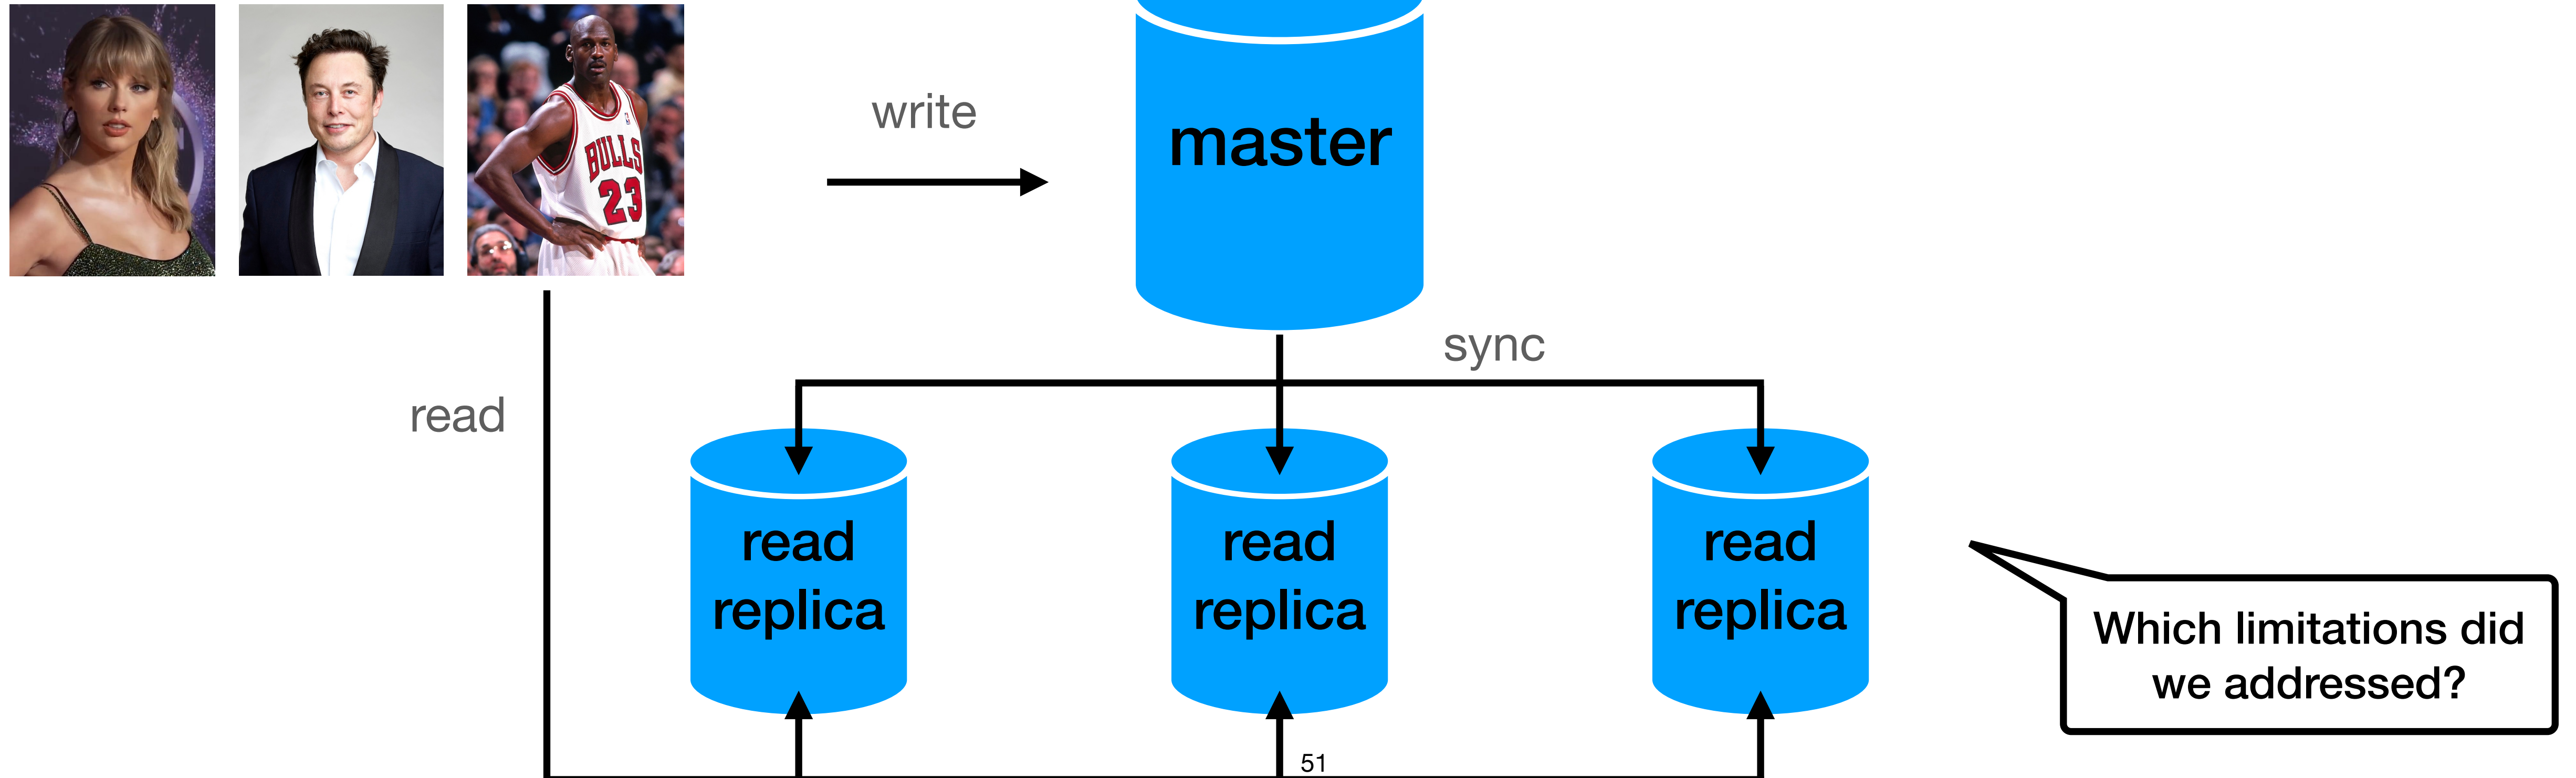 BULLS
23
write
master
sync
read
read
replica
read
replica
read
replica
Which limitations did
we addressed?
51